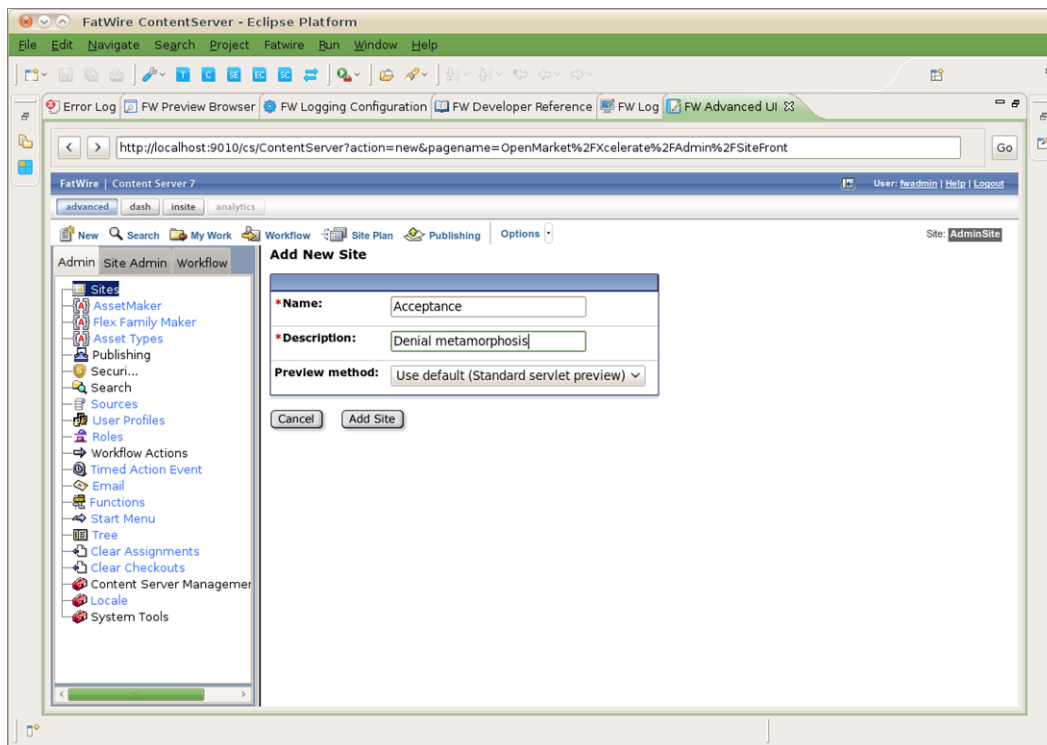 FatWire ContentServer - Eclipse Platform
File Edit Navigate Search Project Fatwire Run Window Help
T C SE EC SC
Error Log FW Preview Browser FW Logging Configuration FW Developer Reference FW Log FW Advanced UI
http://localhost:9010/cs/ContentServer?action=new&pagename=OpenMarket%2FXcelerate%2FAdmin%2FSiteFront Go
FatWire | Content Server 7 User: fwadmin | Help | Logout
advanced dash insite analytics
New Search My Work Workflow Site Plan Publishing Options Site: AdminSite
Admin Site Admin Workflow
Add New Site
Sites
AssetMaker
Flex Family Maker
Asset Types
Publishing
Securi...
Search
Sources
User Profiles
Roles
Workflow Actions
Timed Action Event
Email
Functions
Start Menu
Tree
Clear Assignments
Clear Checkouts
Content Server Managemer
Locale
System Tools
*Name: Acceptance
*Description: Denial metamorphosis
Preview method: Use default (Standard servlet preview)
Cancel Add Site